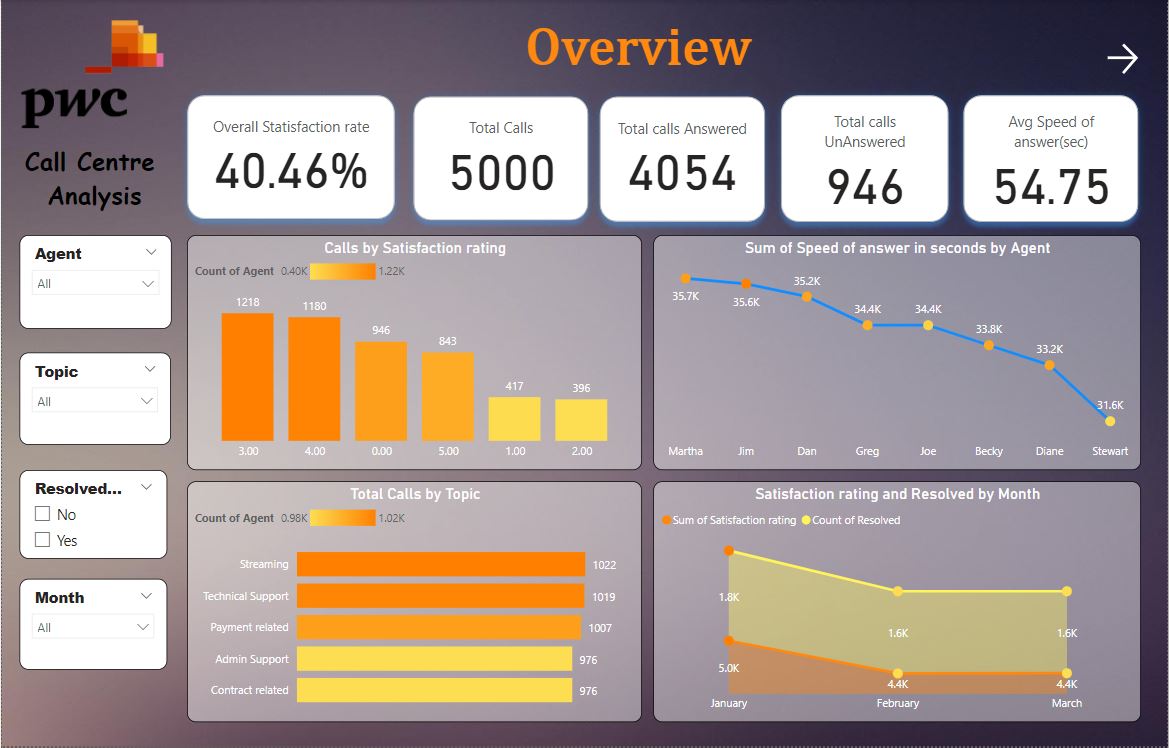 Overview
pwc
Call Centre
Analysis
Overall Statisfaction rate
40.46%
Total Calls
5000
Total calls Answered
4054
Total calls
UnAnswered
946
Avg Speed of
answer(sec)
54.75
Agent
All
Topic
All
Resolved...
No
Yes
Month
All
Calls by Satisfaction rating
Count of Agent 0.40K 1.22K
1218 1180 946 843 417 396
3.00 4.00 0.00 5.00 1.00 2.00
Sum of Speed of answer in seconds by Agent
35.7K 35.6K 35.2K 34.4K 34.4K 33.8K 33.2K 31.6K
Martha Jim Dan Greg Joe Becky Diane Stewart
Total Calls by Topic
Count of Agent 0.98K 1.02K
Streaming 1022
Technical Support 1019
Payment related 1007
Admin Support 976
Contract related 976
Satisfaction rating and Resolved by Month
Sum of Satisfaction rating Count of Resolved
1.8K 1.6K 1.6K
5.0K 4.4K 4.4K
January February March